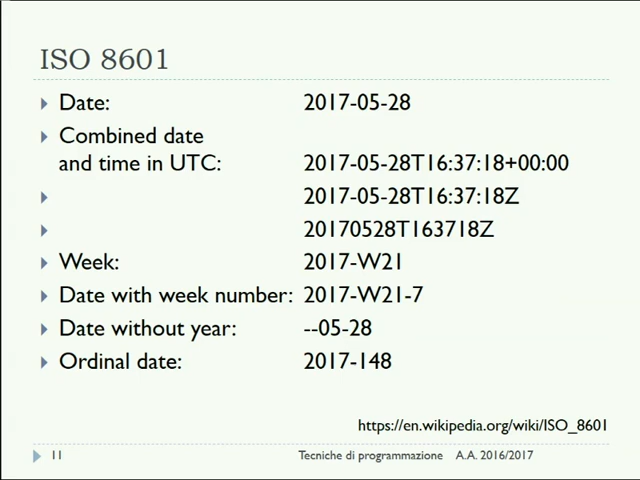 ISO 8601
Date: 2017-05-28
Combined date
and time in UTC: 2017-05-28T16:37:18+00:00
2017-05-28T16:37:18Z
20170528T163718Z
Week: 2017-W21
Date with week number: 2017-W21-7
Date without year: --05-28
Ordinal date: 2017-148
https://en.wikipedia.org/wiki/ISO_8601
11 Tecniche di programmazione A.A. 2016/2017